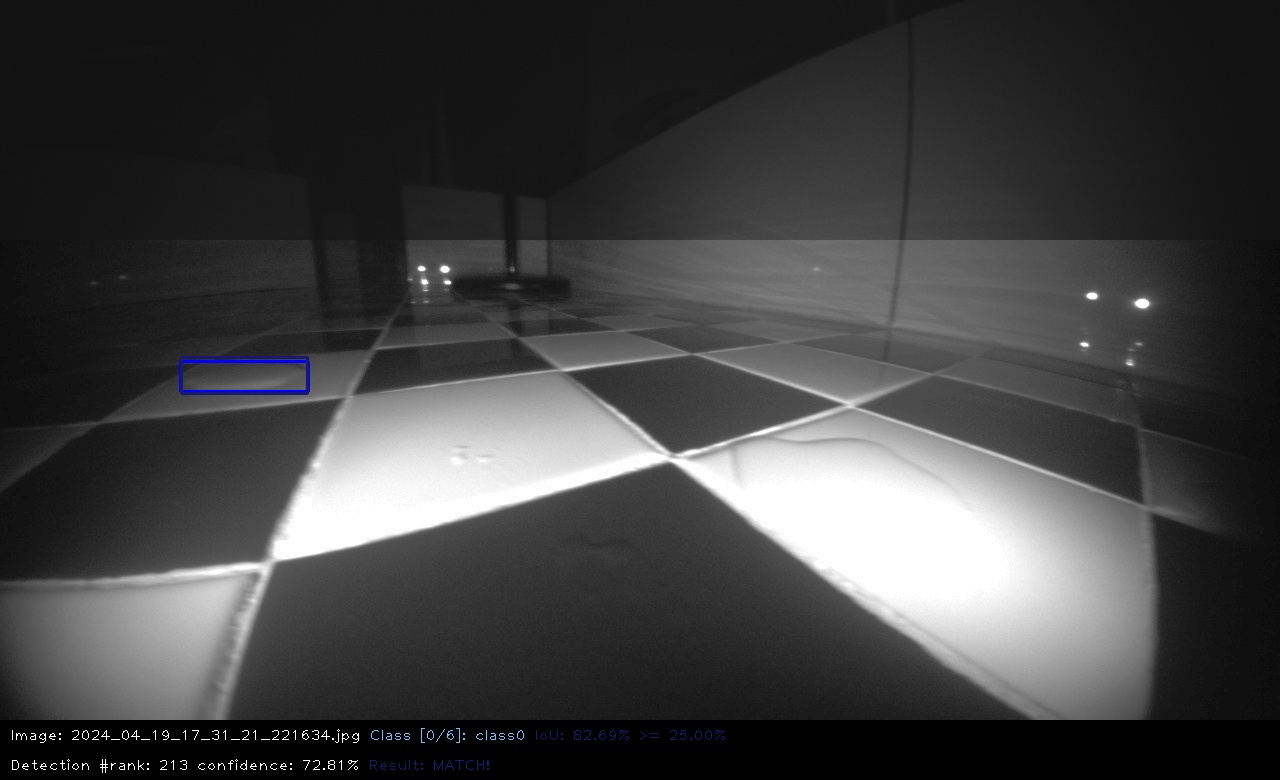 Image: 2024_04_19_17_31_21_221634.jpg Class [0/6]: class0 IoU: 82.69% >= 25.00%
Detection #rank: 213 confidence: 72.81% Result: MATCH!